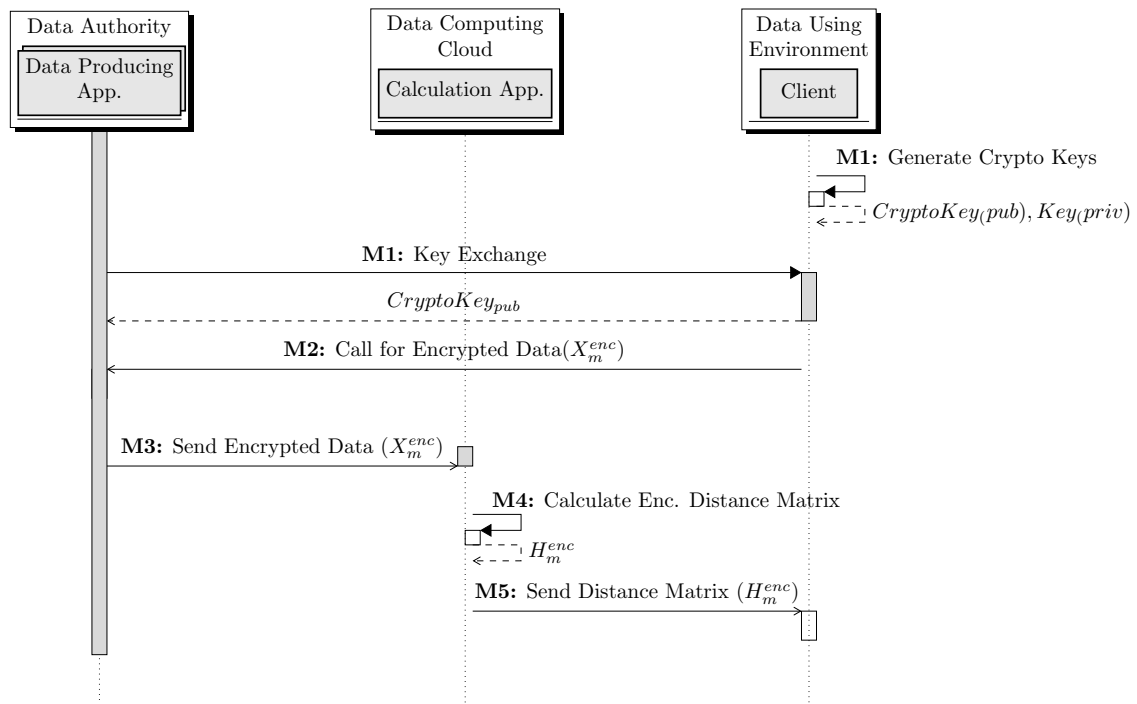 Data Authority
Data Producing
App.
Data Computing
Cloud
Calculation App.
Data Using
Environment
Client
M1: Generate Crypto Keys
CryptoKey₍pub), Key₍priv)
M1: Key Exchange
CryptoKey_{pub}
M2: Call for Encrypted Data(X_m^{enc})
M3: Send Encrypted Data (X_m^{enc})
M4: Calculate Enc. Distance Matrix
H_m^{enc}
M5: Send Distance Matrix (H_m^{enc})